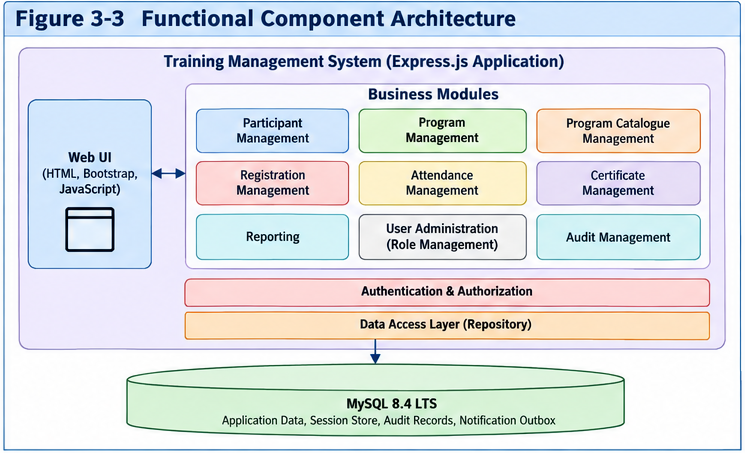 Figure 3-3 Functional Component Architecture
Training Management System (Express.js Application)
Web UI
(HTML, Bootstrap,
JavaScript)
Business Modules
Participant
Management
Program
Management
Program Catalogue
Management
Registration
Management
Attendance
Management
Certificate
Management
Reporting
User Administration
(Role Management)
Audit Management
Authentication & Authorization
Data Access Layer (Repository)
MySQL 8.4 LTS
Application Data, Session Store, Audit Records, Notification Outbox